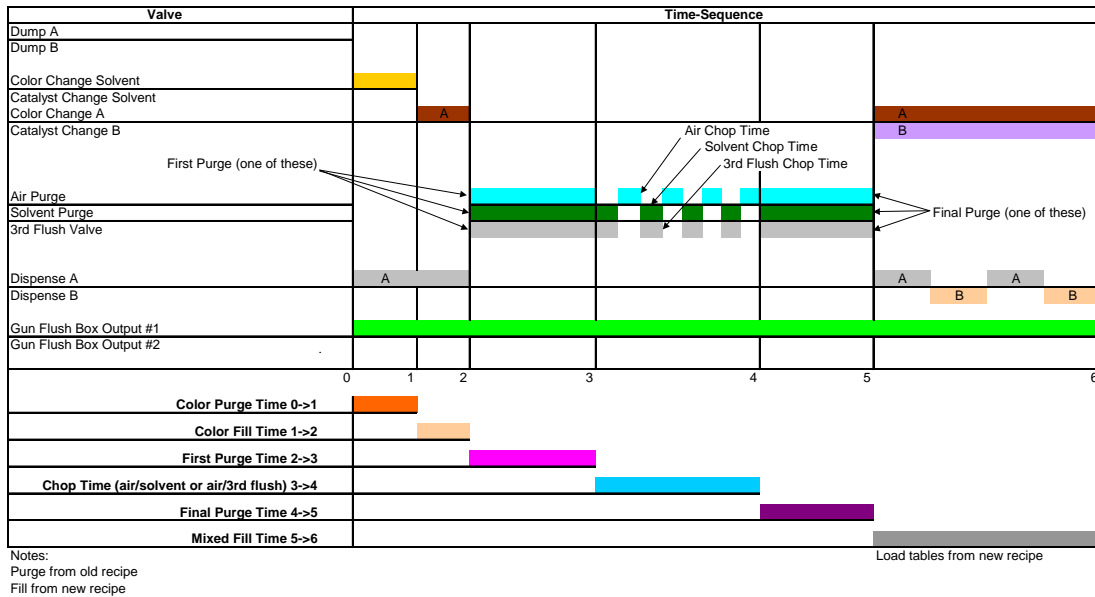 Valve Time-Sequence
Dump A
Dump B
Color Change Solvent
Catalyst Change Solvent
Color Change A A A
Catalyst Change B B
Air Chop Time
Solvent Chop Time
First Purge (one of these) 3rd Flush Chop Time
Air Purge
Solvent Purge Final Purge (one of these)
3rd Flush Valve
Dispense A A A A
Dispense B B B
Gun Flush Box Output #1
Gun Flush Box Output #2
.
0 1 2 3 4 5 6
Color Purge Time 0->1
Color Fill Time 1->2
First Purge Time 2->3
Chop Time (air/solvent or air/3rd flush) 3->4
Final Purge Time 4->5
Mixed Fill Time 5->6
Notes: Load tables from new recipe
Purge from old recipe
Fill from new recipe